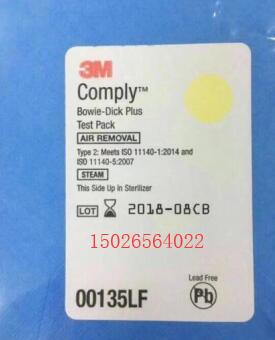 3M
Comply™
Bowie-Dick Plus
Test Pack
AIR REMOVAL
Type 2: Meets ISO 11140-1:2014 and
ISO 11140-5:2007
STEAM
This Side Up in Sterilizer
LOT 2018-08CB
15026564022
Lead Free
Pb
00135LF